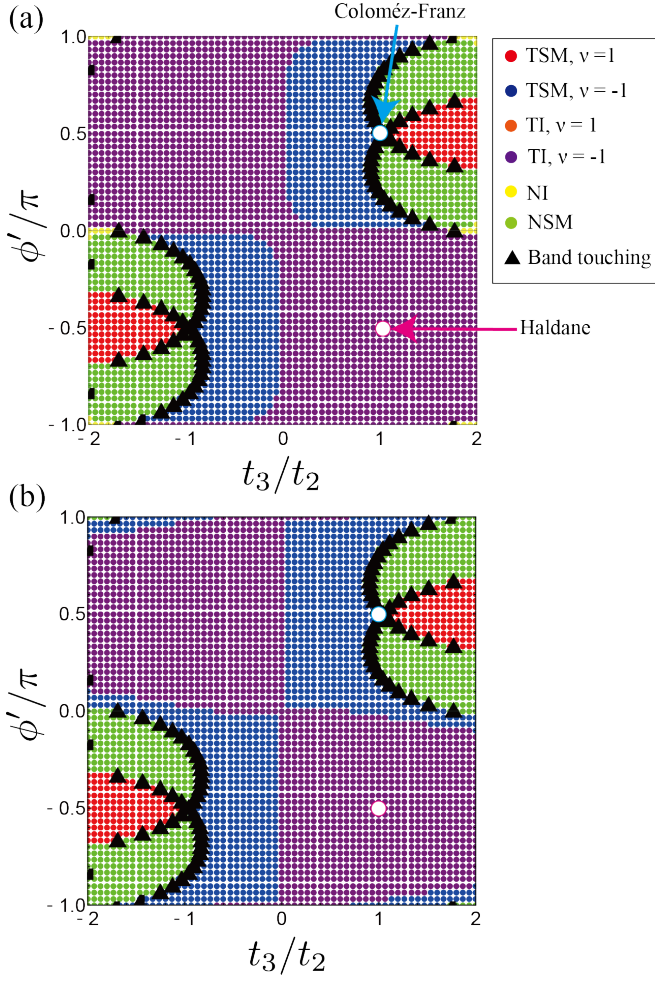 (a)
Coloméz-Franz
1.0
0.5
0.0
- 0.5
- 1.0
ϕ′/π
- 2
- 1
0
1
2
t₃/t₂
Haldane
TSM, ν =1
TSM, ν = -1
TI, ν = 1
TI, ν = -1
NI
NSM
Band touching
(b)
1.0
0.5
0.0
- 0.5
- 1.0
ϕ′/π
- 2
- 1
0
1
2
t₃/t₂